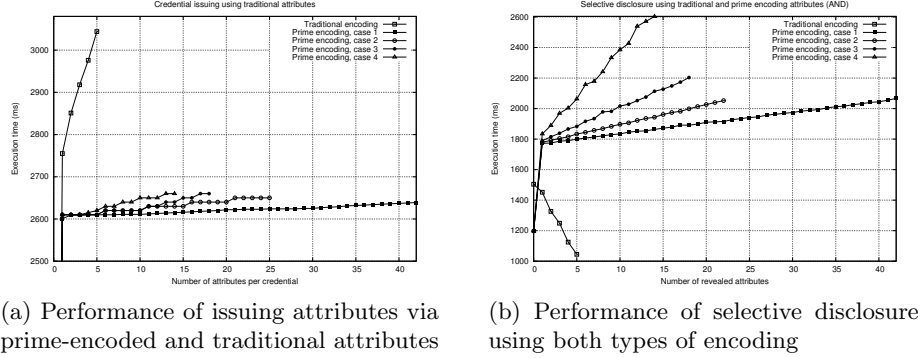 Credential issuing using traditional attributes
Traditional encoding
Prime encoding, case 1
Prime encoding, case 2
Prime encoding, case 3
Prime encoding, case 4
Execution time (ms)
3000
2900
2800
2700
2600
2500
0 5 10 15 20 25 30 35 40
Number of attributes per credential
Selective disclosure using traditional and prime encoding attributes (AND)
Traditional encoding
Prime encoding, case 1
Prime encoding, case 2
Prime encoding, case 3
Prime encoding, case 4
Execution time (ms)
2600
2400
2200
2000
1800
1600
1400
1200
1000
0 5 10 15 20 25 30 35 40
Number of revealed attributes
(a) Performance of issuing attributes via
prime-encoded and traditional attributes
(b) Performance of selective disclosure
using both types of encoding